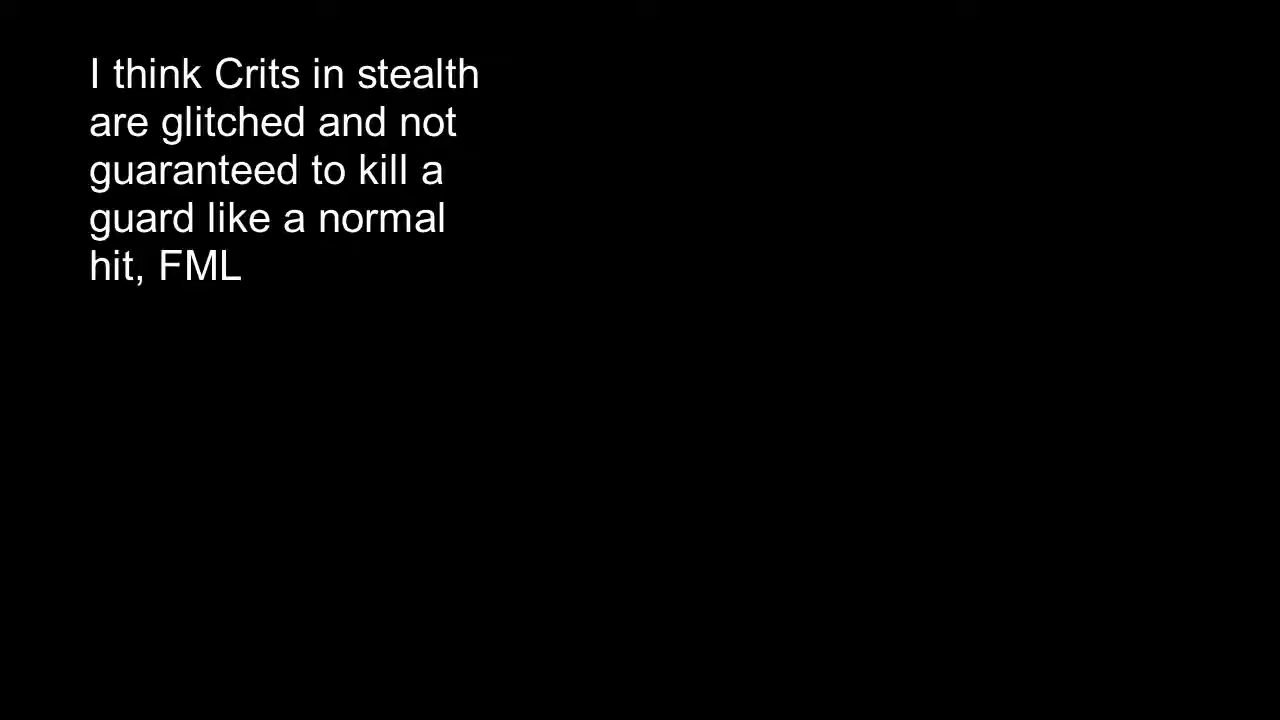 I think Crits in stealth
are glitched and not
guaranteed to kill a
guard like a normal
hit, FML